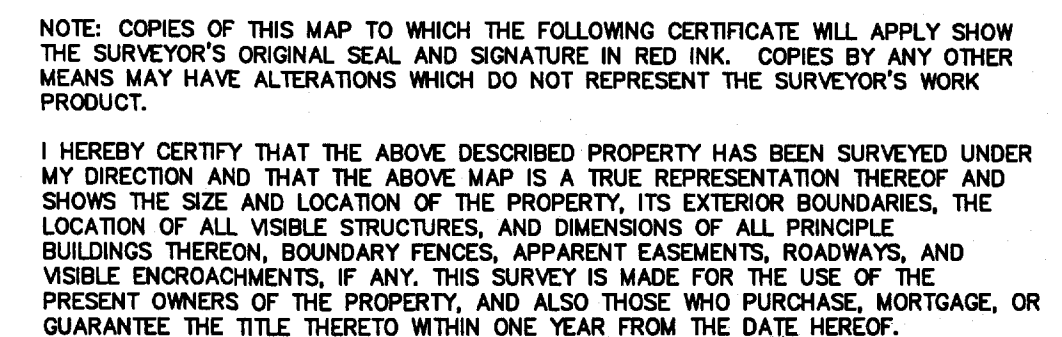 NOTE: COPIES OF THIS MAP TO WHICH THE FOLLOWING CERTIFICATE WILL APPLY SHOW
THE SURVEYOR'S ORIGINAL SEAL AND SIGNATURE IN RED INK. COPIES BY ANY OTHER
MEANS MAY HAVE ALTERATIONS WHICH DO NOT REPRESENT THE SURVEYOR'S WORK
PRODUCT.
I HEREBY CERTIFY THAT THE ABOVE DESCRIBED PROPERTY HAS BEEN SURVEYED UNDER
MY DIRECTION AND THAT THE ABOVE MAP IS A TRUE REPRESENTATION THEREOF AND
SHOWS THE SIZE AND LOCATION OF THE PROPERTY, ITS EXTERIOR BOUNDARIES, THE
LOCATION OF ALL VISIBLE STRUCTURES, AND DIMENSIONS OF ALL PRINCIPLE
BUILDINGS THEREON, BOUNDARY FENCES, APPARENT EASEMENTS, ROADWAYS, AND
VISIBLE ENCROACHMENTS, IF ANY. THIS SURVEY IS MADE FOR THE USE OF THE
PRESENT OWNERS OF THE PROPERTY, AND ALSO THOSE WHO PURCHASE, MORTGAGE, OR
GUARANTEE THE TITLE THERETO WITHIN ONE YEAR FROM THE DATE HEREOF.